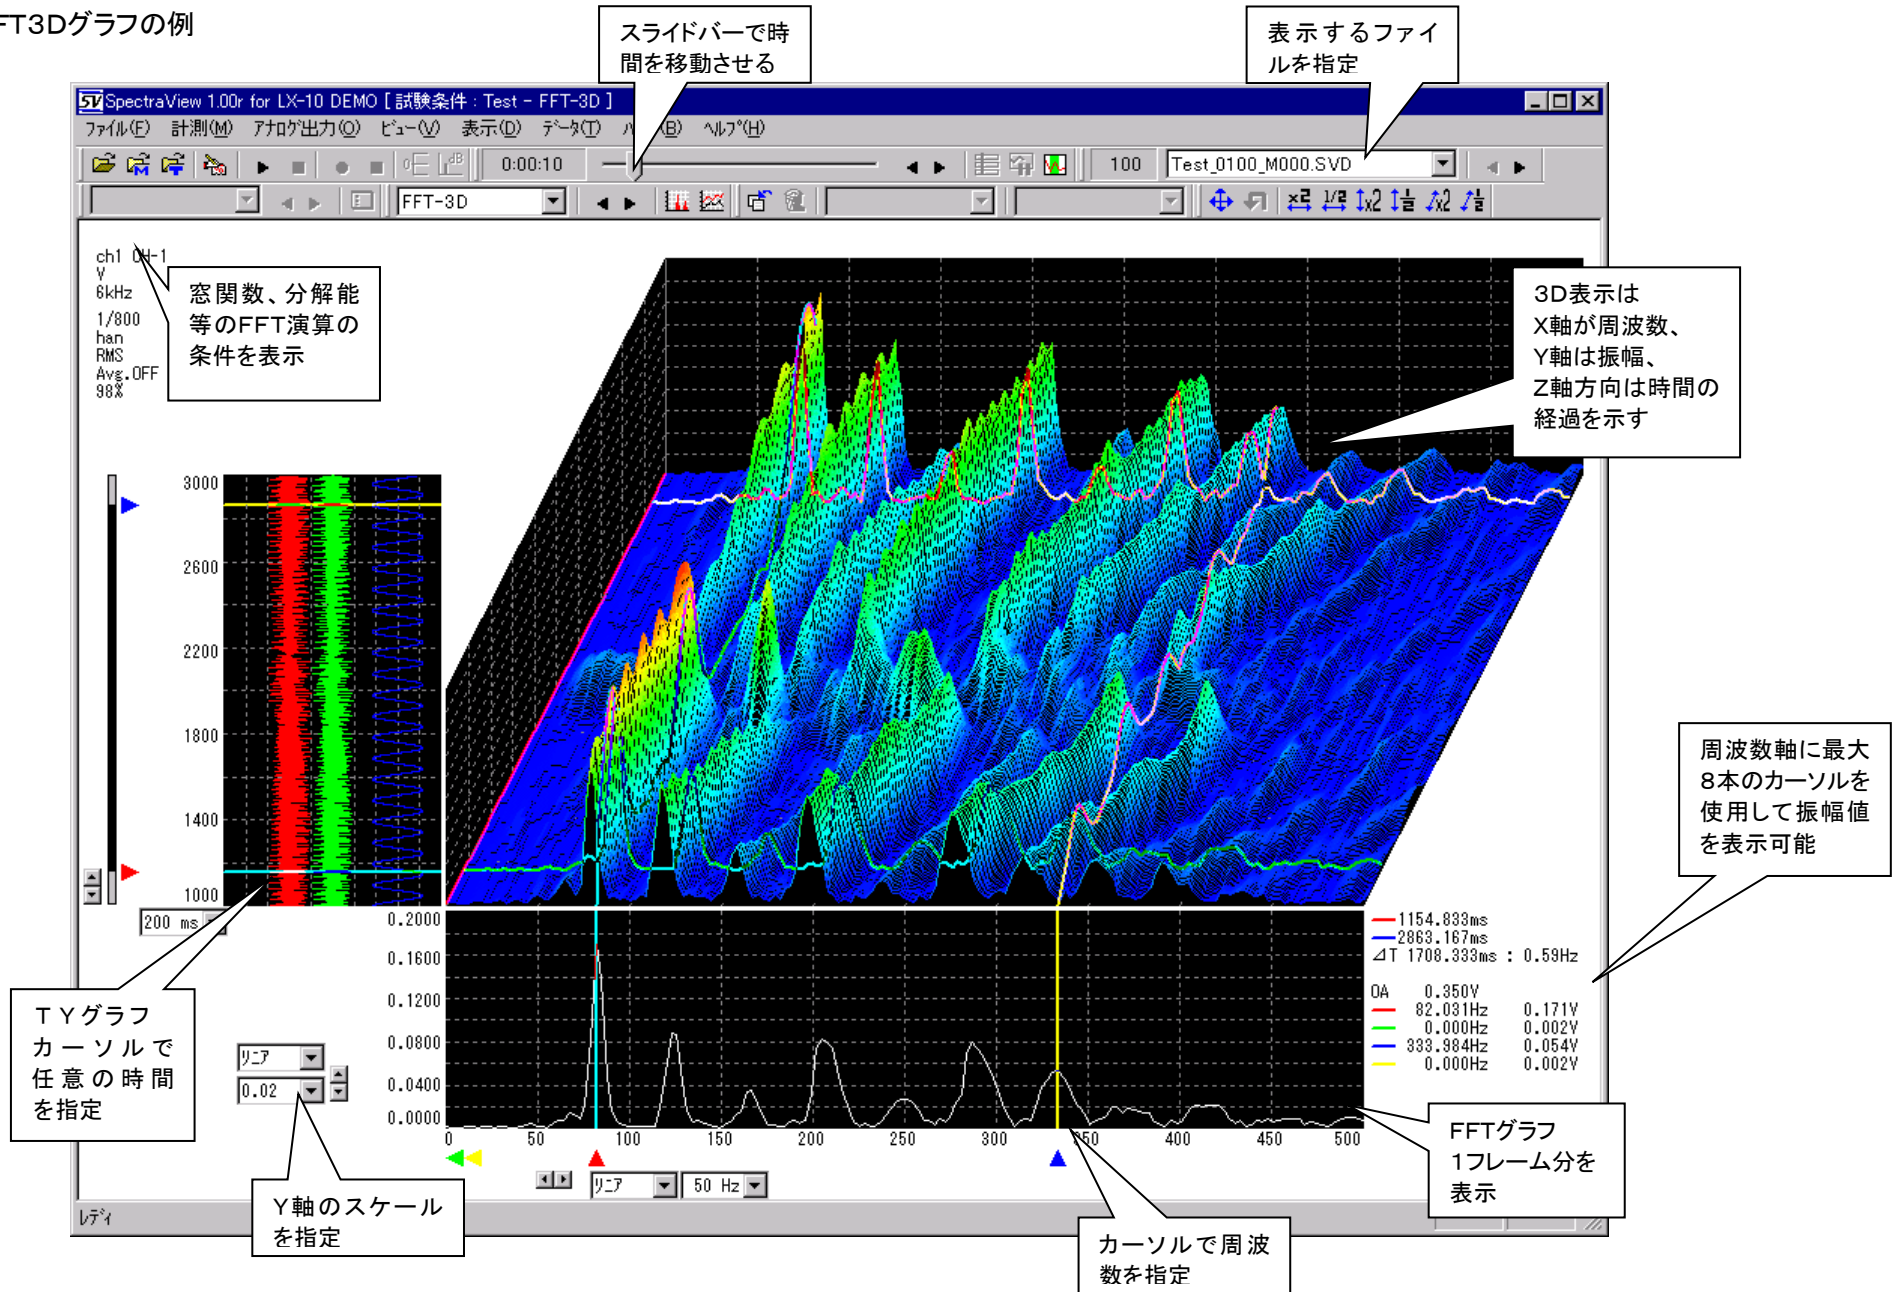 FT3Dグラフの例
スライドバーで時
間を移動させる
表示するファイ
ルを指定
SV SpectraView 1.00r for LX-10 DEMO [ 試験条件 : Test - FFT-3D ]
ファイル(F) 計測(M) アナログ出力(O) ビュー(V) 表示(D) データ(T) (B) ヘルプ(H)
0:00:10
100
Test_0100_M000.SVD
FFT-3D
x2 1/2 x2 1/2 x2 1/2
ch1 CH-1
V
6kHz
1/800
han
RMS
Avg.OFF
98%
窓関数、分解能
等のFFT演算の
条件を表示
3D表示は
X軸が周波数、
Y軸は振幅、
Z軸方向は時間の
経過を示す
3000
2600
2200
1800
1400
1000
200 ms
周波数軸に最大
8本のカーソルを
使用して振幅値
を表示可能
0.2000
0.1600
0.1200
0.0800
0.0400
0.0000
0 50 100 150 200 250 300 350 400 450 500
1154.833ms
2863.167ms
⊿T 1708.333ms : 0.59Hz
OA 0.350V
82.031Hz 0.171V
0.000Hz 0.002V
333.984Hz 0.054V
0.000Hz 0.002V
TYグラフ
カーソルで
任意の時間
を指定
リニア
0.02
リニア 50 Hz
Y軸のスケール
を指定
FFTグラフ
1フレーム分を
表示
カーソルで周波
数を指定
レディ